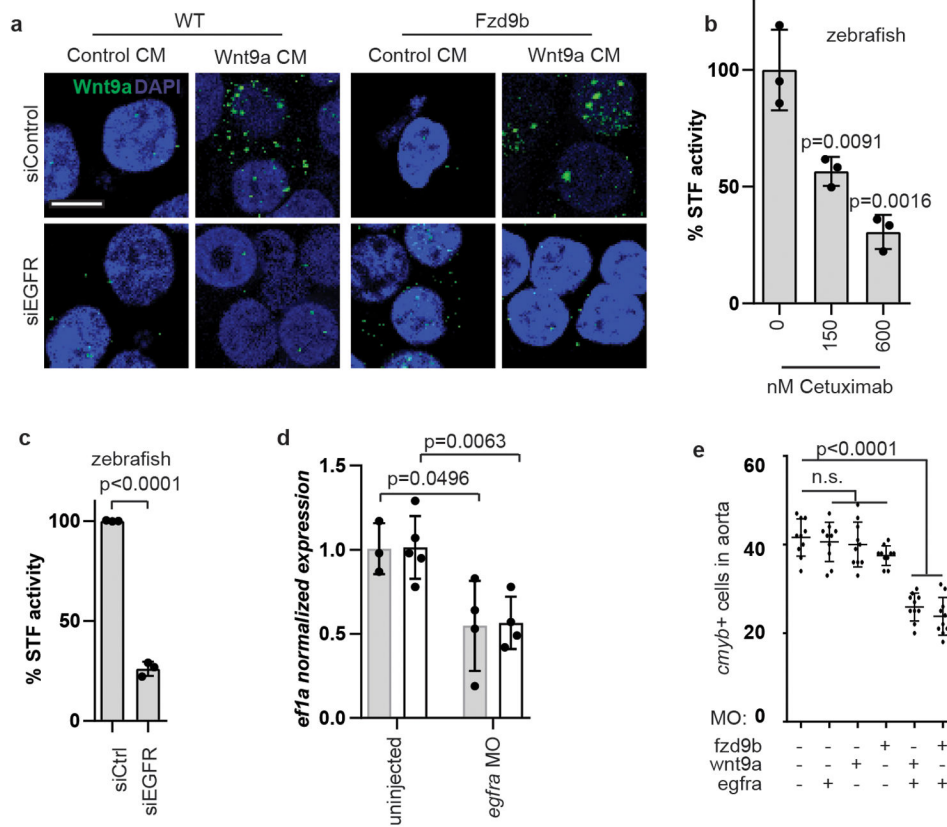 a
WT
Fzd9b
Control CM
Wnt9a CM
Control CM
Wnt9a CM
Wnt9aDAPI
siControl
siEGFR
b
zebrafish
% STF activity
100
50
0
p=0.0091
p=0.0016
0
150
600
nM Cetuximab
c
zebrafish
p<0.0001
% STF activity
100
50
0
siCtrl
siEGFR
d
p=0.0063
p=0.0496
ef1a normalized expression
1.5
1.0
0.5
0.0
uninjected
egfra MO
e
p<0.0001
n.s.
cmyb+ cells in aorta
60
40
20
0
MO:
fzd9b - - - + - +
wnt9a - - + - + -
egfra - + - - + +